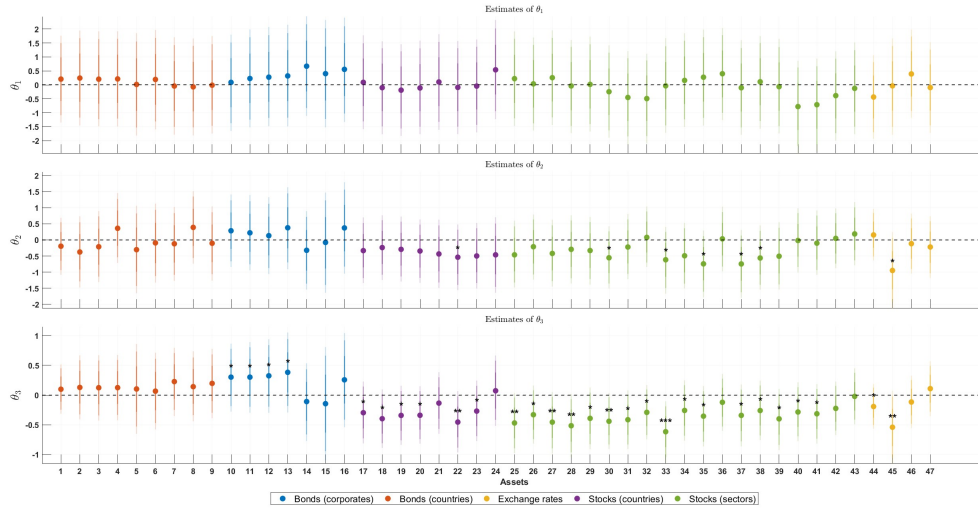 Estimates of θ1
2
1.5
1
0.5
0
-0.5
-1
-1.5
-2
θ1
Estimates of θ2
2
1.5
1
0.5
0
-0.5
-1
-1.5
-2
θ2
*
*
*
*
*
*
*
Estimates of θ3
1
0.5
0
-0.5
-1
θ3
* * * *
* * * * ** * ** * ** ** * ** * * *** * * * * * * * * **
1 2 3 4 5 6 7 8 9 10 11 12 13 14 15 16 17 18 19 20 21 22 23 24 25 26 27 28 29 30 31 32 33 34 35 36 37 38 39 40 41 42 43 44 45 46 47
Assets
Bonds (corporates) Bonds (countries) Exchange rates Stocks (countries) Stocks (sectors)